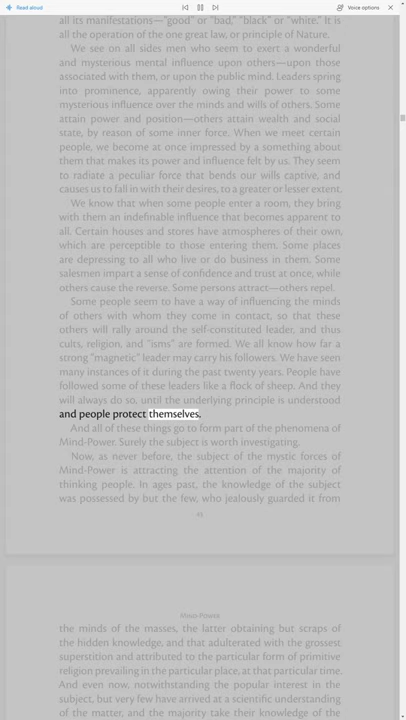 Read aloud
Voice options
all its manifestations—"good" or "bad," "black" or "white." It is
all the operation of the one great law, or principle of Nature.
We see on all sides men who seem to exert a wonderful
and mysterious mental influence upon others—upon those
associated with them, or upon the public mind. Leaders spring
into prominence, apparently owing their power to some
mysterious influence over the minds and wills of others. Some
attain power and position—others attain wealth and social
state, by reason of some inner force. When we meet certain
people, we become at once impressed by a something about
them that makes its power and influence felt by us. They seem
to radiate a peculiar force that bends our wills captive, and
causes us to fall in with their desires, to a greater or lesser extent.
We know that when some people enter a room, they bring
with them an indefinable influence that becomes apparent to
all. Certain houses and stores have atmospheres of their own,
which are perceptible to those entering them. Some places
are depressing to all who live or do business in them. Some
salesmen impart a sense of confidence and trust at once, while
others cause the reverse. Some persons attract—others repel.
Some people seem to have a way of influencing the minds
of others with whom they come in contact, so that these
others will rally around the self-constituted leader, and thus
cults, religion, and "isms" are formed. We all know how far a
strong "magnetic" leader may carry his followers. We have seen
many instances of it during the past twenty years. People have
followed some of these leaders like a flock of sheep. And they
will always do so, until the underlying principle is understood
and people protect themselves.
And all of these things go to form part of the phenomena of
Mind-Power. Surely the subject is worth investigating.
Now, as never before, the subject of the mystic forces of
Mind-Power is attracting the attention of the majority of
thinking people. In ages past, the knowledge of the subject
was possessed by but the few, who jealously guarded it from
45
Mind-Power
the minds of the masses, the latter obtaining but scraps of
the hidden knowledge, and that adulterated with the grossest
superstition and attributed to the particular form of primitive
religion prevailing in the particular place, at that particular time.
And even now, notwithstanding the popular interest in the
subject, but very few have arrived at a scientific understanding
of the matter, and the majority take their knowledge of the